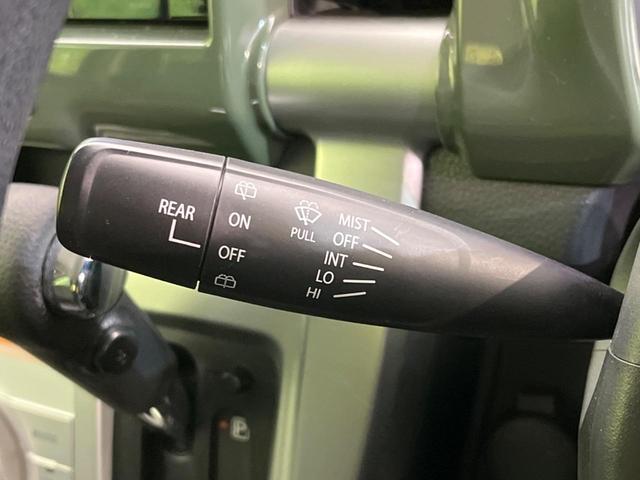 REAR
ON
OFF
PULL
MIST
OFF
INT
LO
HI